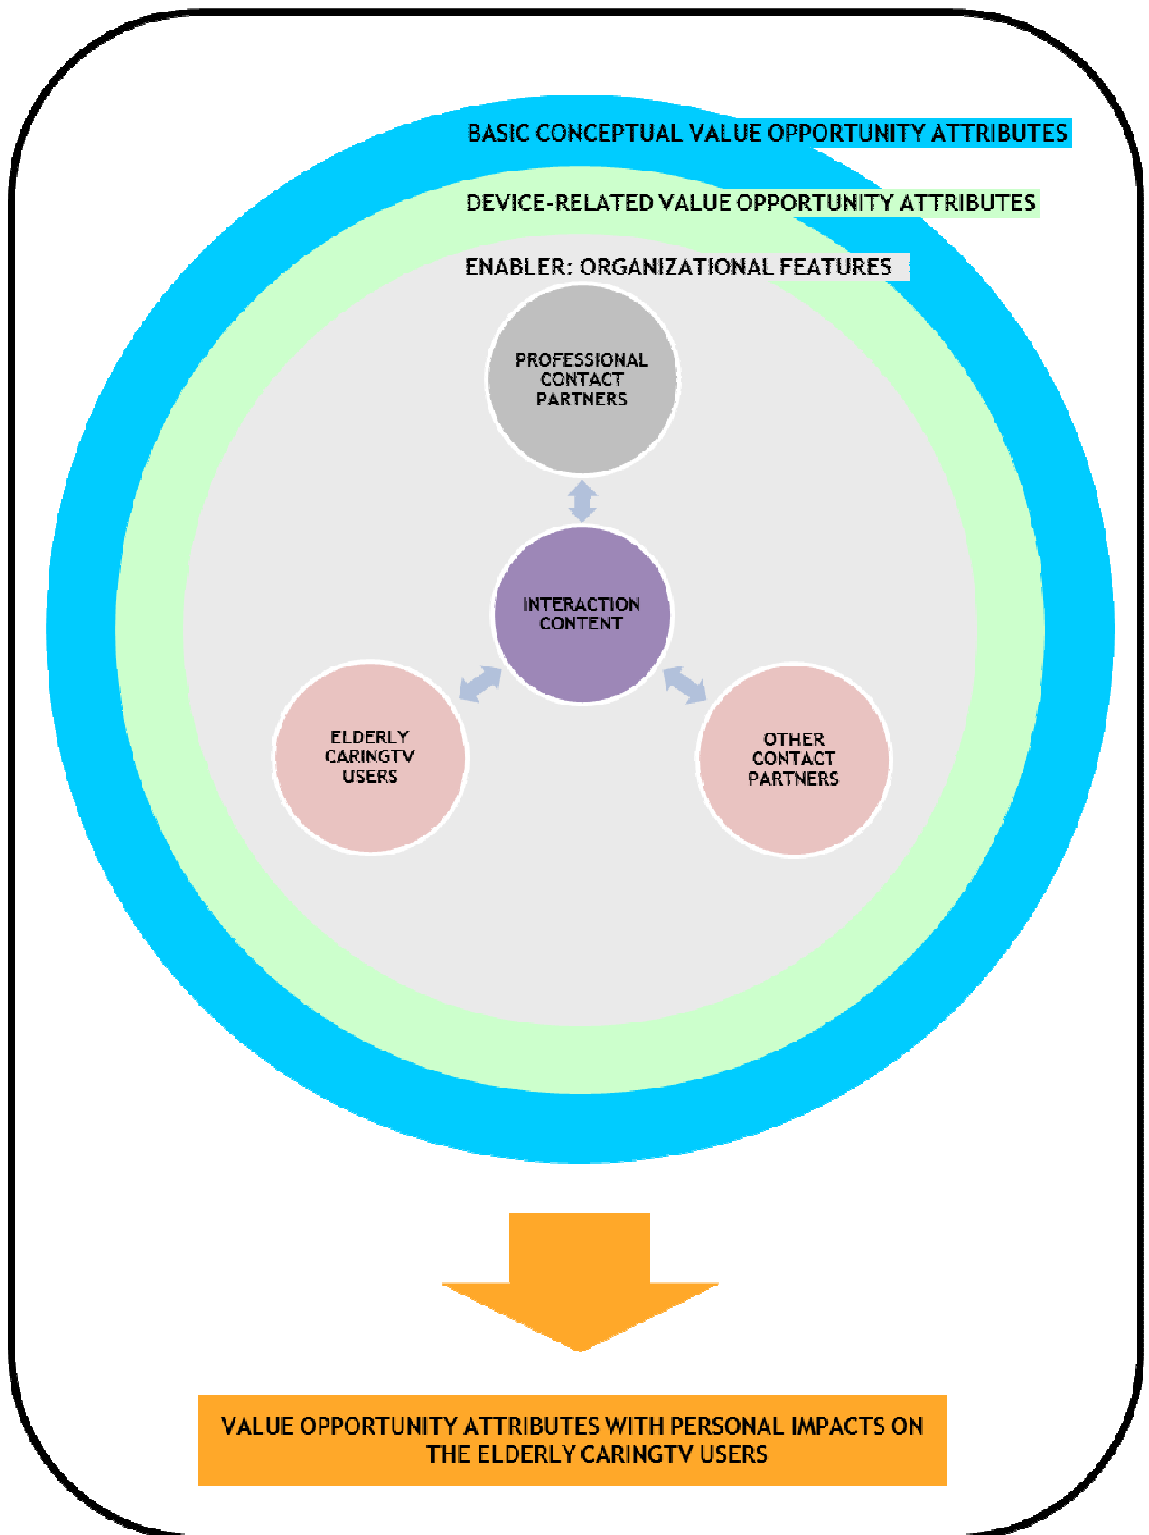 BASIC CONCEPTUAL VALUE OPPORTUNITY ATTRIBUTES
DEVICE-RELATED VALUE OPPORTUNITY ATTRIBUTES
ENABLER: ORGANIZATIONAL FEATURES
PROFESSIONAL
CONTACT
PARTNERS
INTERACTION
CONTENT
ELDERLY
CARINGTV
USERS
OTHER
CONTACT
PARTNERS
VALUE OPPORTUNITY ATTRIBUTES WITH PERSONAL IMPACTS ON
THE ELDERLY CARINGTV USERS